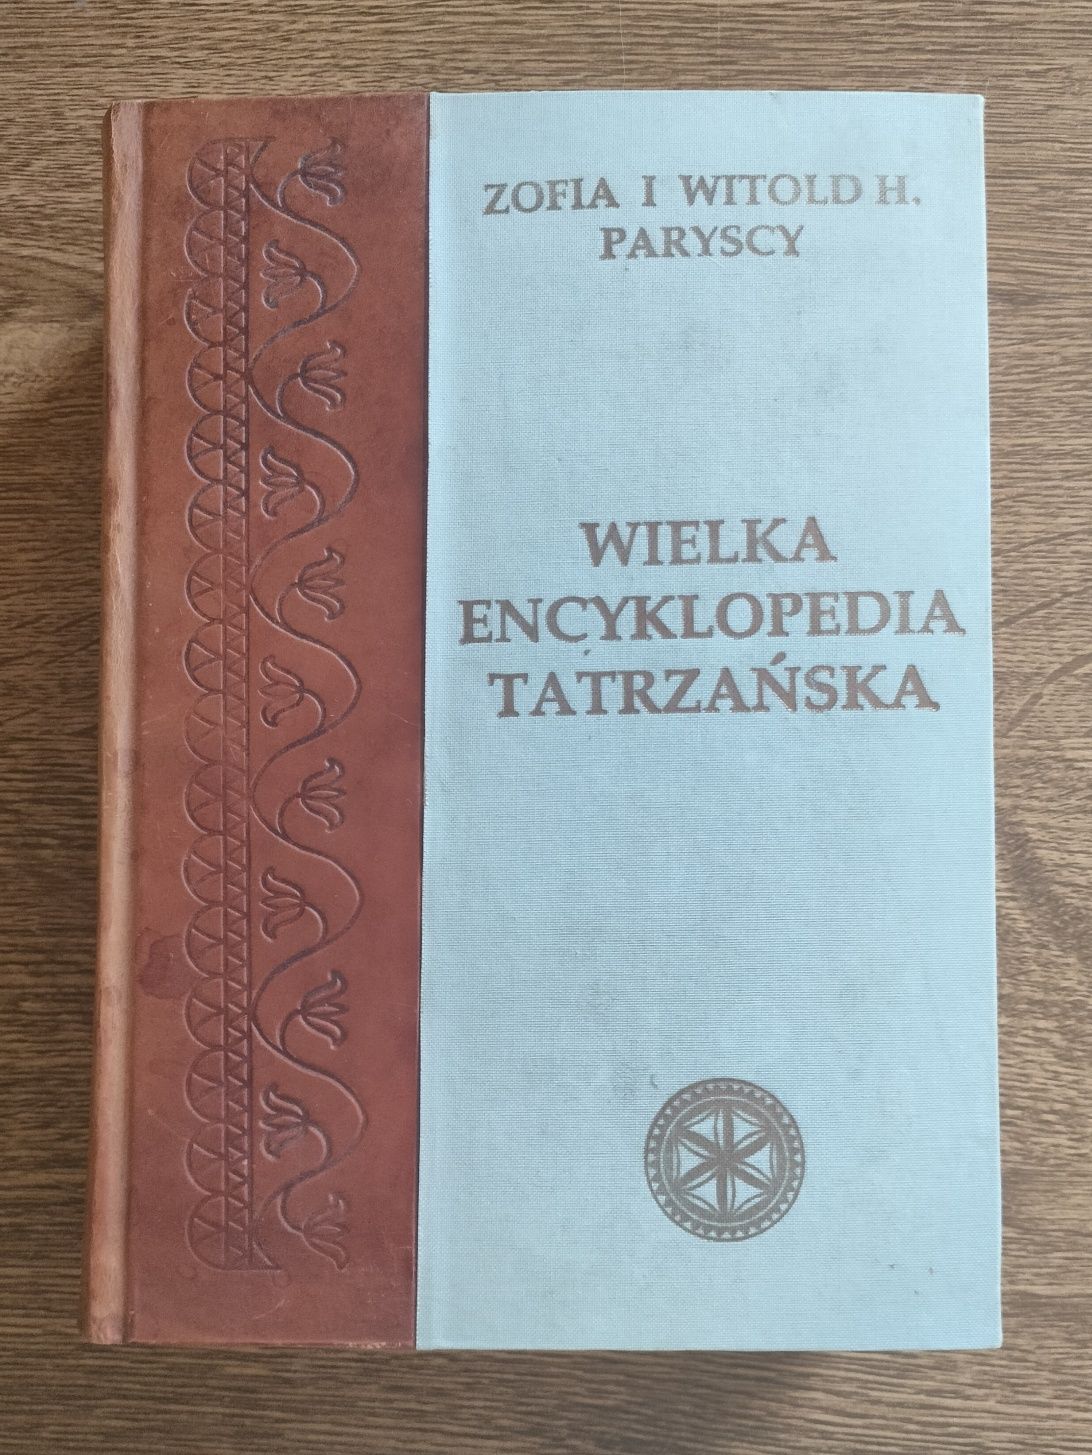 ZOFIA I WITOLD H.
PARYSCY
WIELKA
ENCYKLOPEDIA
TATRZAŃSKA